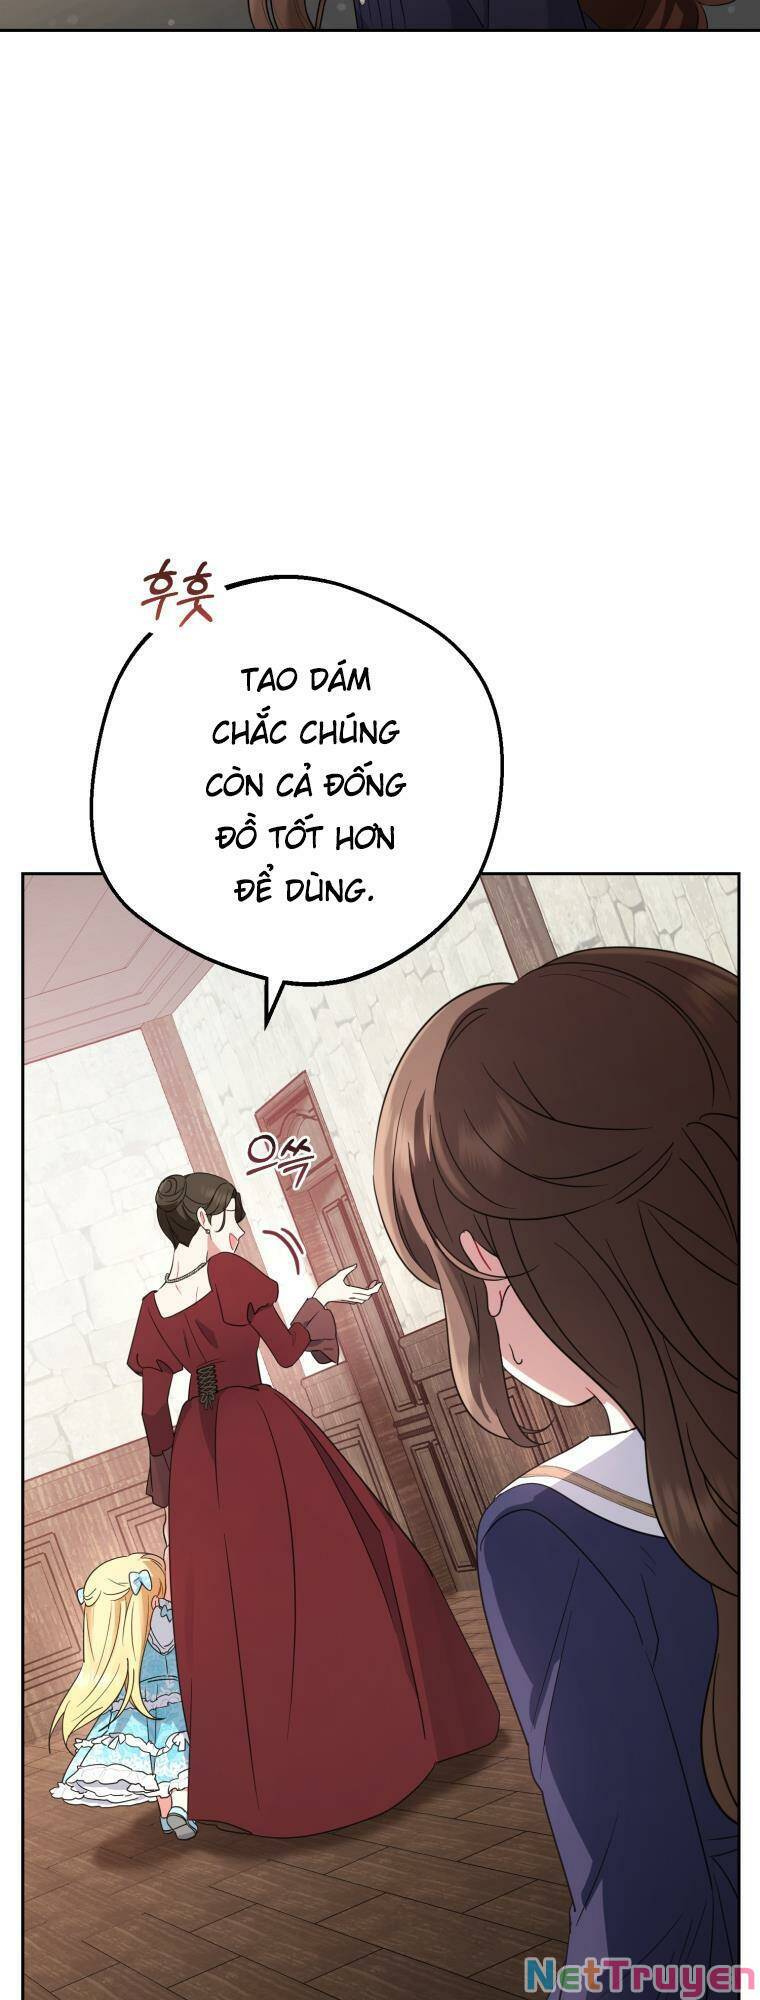 후훗
TAO DÁM
CHẮC CHÚNG
CÒN CẢ ĐỐNG
ĐỒ TỐT HƠN
ĐỂ DÙNG.
으쓱
NetTruyen